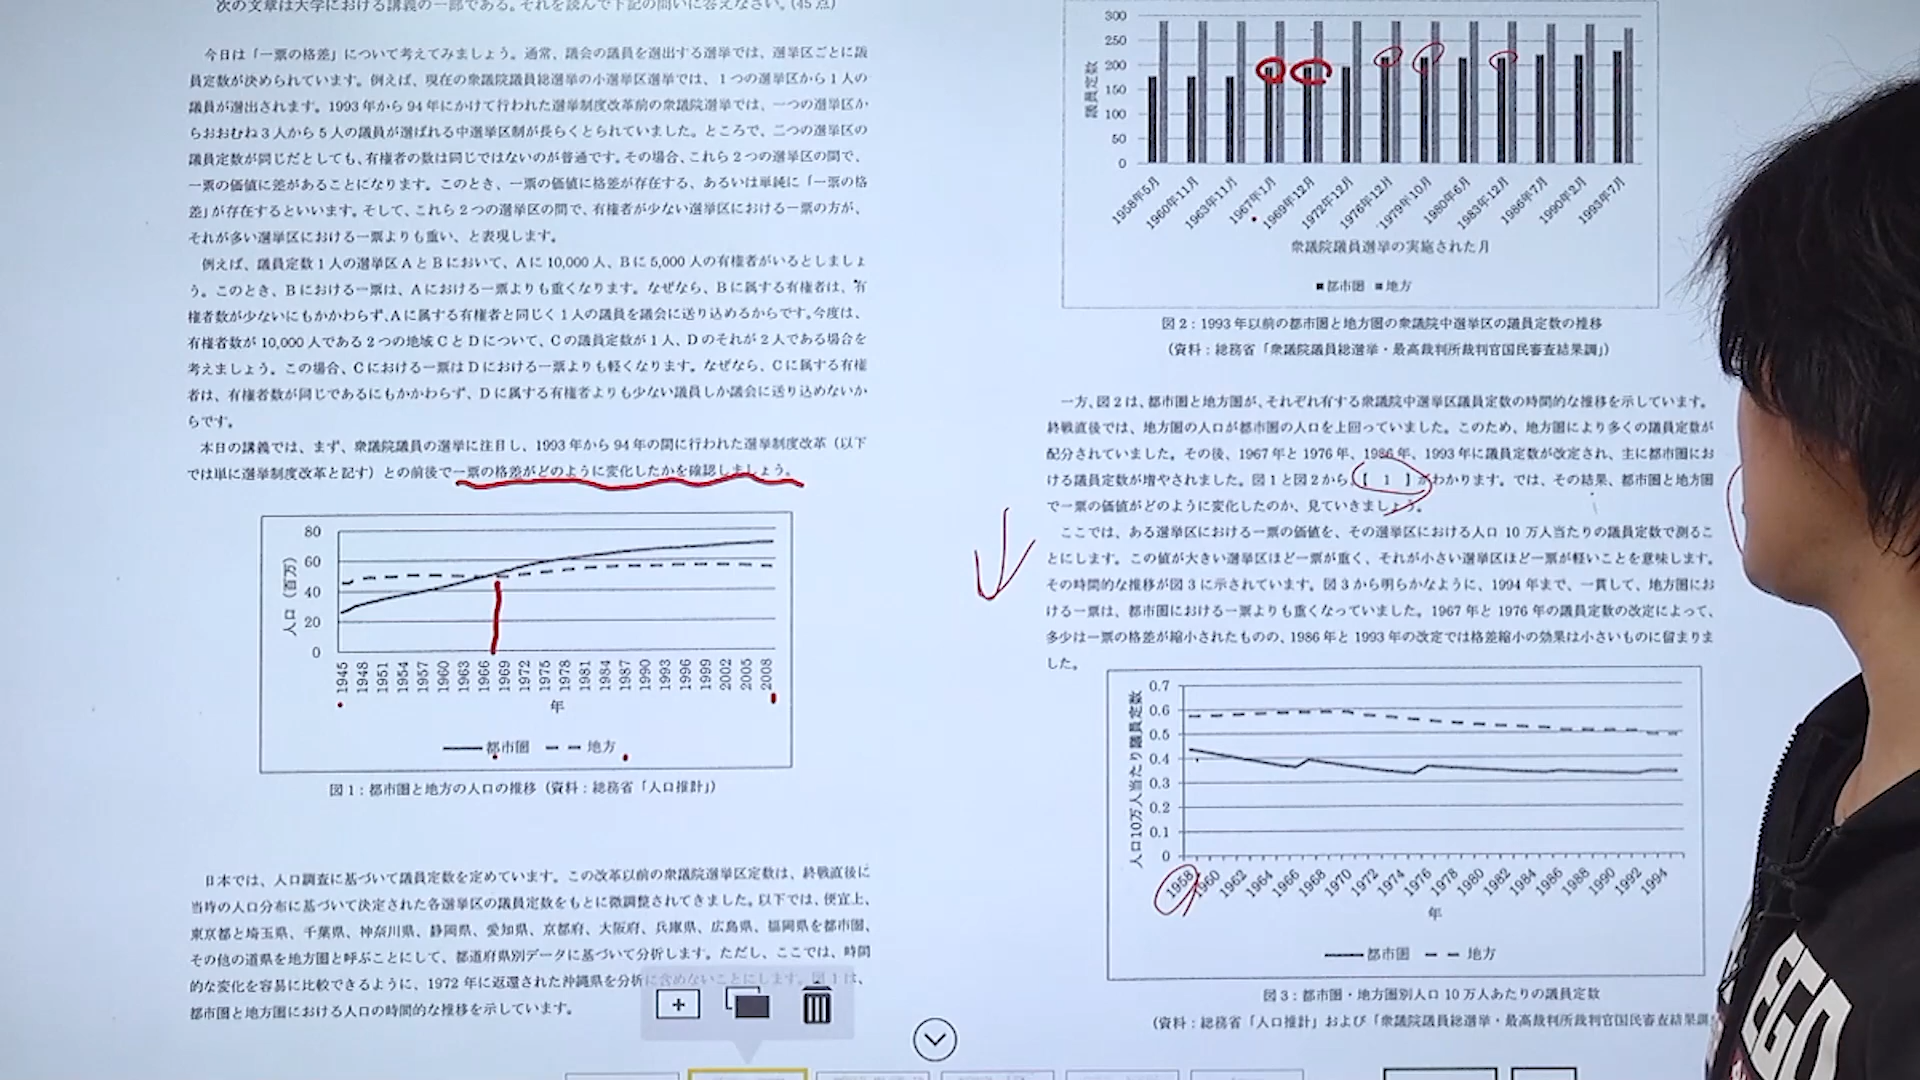 次の文章は大学における講義の一部である。それを読んで下記の問いに答えなさい。(45点)
今日は「一票の格差」について考えてみましょう。通常、議会の議員を選出する選挙では、選挙区ごとに議
員定数が決められています。例えば、現在の衆議院議員総選挙の小選挙区選挙では、1つの選挙区から1人の
議員が選出されます。1993年から94年にかけて行われた選挙制度改革前の衆議院選挙では、一つの選挙区か
らおおむね3人から5人の議員が選ばれる中選挙区制が長らくとられていました。ところで、二つの選挙区の
議員定数が同じだとしても、有権者の数は同じではないのが普通です。その場合、これら2つの選挙区の間で、
一票の価値に差があることになります。このとき、一票の価値に格差が存在する、あるいは単純に「一票の格
差」が存在するといいます。そして、これら2つの選挙区の間で、有権者が少ない選挙区における一票の方が、
それが多い選挙区における一票よりも重い、と表現します。
例えば、議員定数1人の選挙区AとBにおいて、Aに10,000人、Bに5,000人の有権者がいるとしましょ
う。このとき、Bにおける一票は、Aにおける一票よりも重くなります。なぜなら、Bに属する有権者は、有
権者数が少ないにもかかわらず、Aに属する有権者と同じく1人の議員を議会に送り込めるからです。今度は、
有権者数が10,000人である2つの地域CとDについて、Cの議員定数が1人、Dのそれが2人である場合を
考えましょう。この場合、Cにおける一票はDにおける一票よりも軽くなります。なぜなら、Cに属する有権
者は、有権者数が同じであるにもかかわらず、Dに属する有権者よりも少ない議員しか議会に送り込めないか
らです。
本日の講義では、まず、衆議院議員の選挙に注目し、1993年から94年の間に行われた選挙制度改革(以下
では単に選挙制度改革と記す)との前後で一票の格差がどのように変化したかを確認しましょう。
人口(百万)
80
60
40
20
0
1945 1948 1951 1954 1957 1960 1963 1966 1969 1972 1975 1978 1981 1984 1987 1990 1993 1996 1999 2002 2005 2008
年
都市圏 地方
図1:都市圏と地方の人口の推移(資料:総務省「人口推計」)
日本では、人口調査に基づいて議員定数を定めています。この改革以前の衆議院選挙区定数は、終戦直後に
当時の人口分布に基づいて決定された各選挙区の議員定数をもとに微調整されてきました。以下では、便宜上、
東京都と埼玉県、千葉県、神奈川県、静岡県、愛知県、京都府、大阪府、兵庫県、広島県、福岡県を都市圏、
その他の道県を地方圏と呼ぶことにして、都道府県別データに基づいて分析します。ただし、ここでは、時間
的な変化を容易に比較できるように、1972年に返還された沖縄県を分析に含めないことにします。図1は、
都市圏と地方圏における人口の時間的な推移を示しています。
議員定数
300
250
200
150
100
50
0
1958年5月 1960年11月 1963年11月 1967年1月 1969年12月 1972年12月 1976年12月 1979年10月 1980年6月 1983年12月 1986年7月 1990年2月 1993年7月
衆議院議員選挙の実施された月
都市圏 地方
図2:1993年以前の都市圏と地方圏の衆議院中選挙区の議員定数の推移
(資料:総務省「衆議院議員総選挙・最高裁判所裁判官国民審査結果調」)
一方、図2は、都市圏と地方圏が、それぞれ有する衆議院中選挙区議員定数の時間的な推移を示しています。
終戦直後では、地方圏の人口が都市圏の人口を上回っていました。このため、地方圏により多くの議員定数が
配分されていました。その後、1967年と1976年、1986年、1993年に議員定数が改定され、主に都市圏にお
ける議員定数が増やされました。図1と図2から、【 1 】がわかります。では、その結果、都市圏と地方圏
で一票の価値がどのように変化したのか、見ていきましょう。
ここでは、ある選挙区における一票の価値を、その選挙区における人口10万人当たりの議員定数で測るこ
とにします。この値が大きい選挙区ほど一票が重く、それが小さい選挙区ほど一票が軽いことを意味します。
その時間的な推移が図3に示されています。図3から明らかなように、1994年まで、一貫して、地方圏にお
ける一票は、都市圏における一票よりも重くなっていました。1967年と1976年の議員定数の改定によって、
多少は一票の格差が縮小されたものの、1986年と1993年の改定では格差縮小の効果は小さいものに留まりま
した。
人口10万人当たり議員定数
0.7
0.6
0.5
0.4
0.3
0.2
0.1
0
1958 1960 1962 1964 1966 1968 1970 1972 1974 1976 1978 1980 1982 1984 1986 1988 1990 1992 1994
年
都市圏 地方
図3:都市圏・地方圏別人口10万人あたりの議員定数
(資料:総務省「人口推計」および「衆議院議員総選挙・最高裁判所裁判官国民審査結果調
EGO